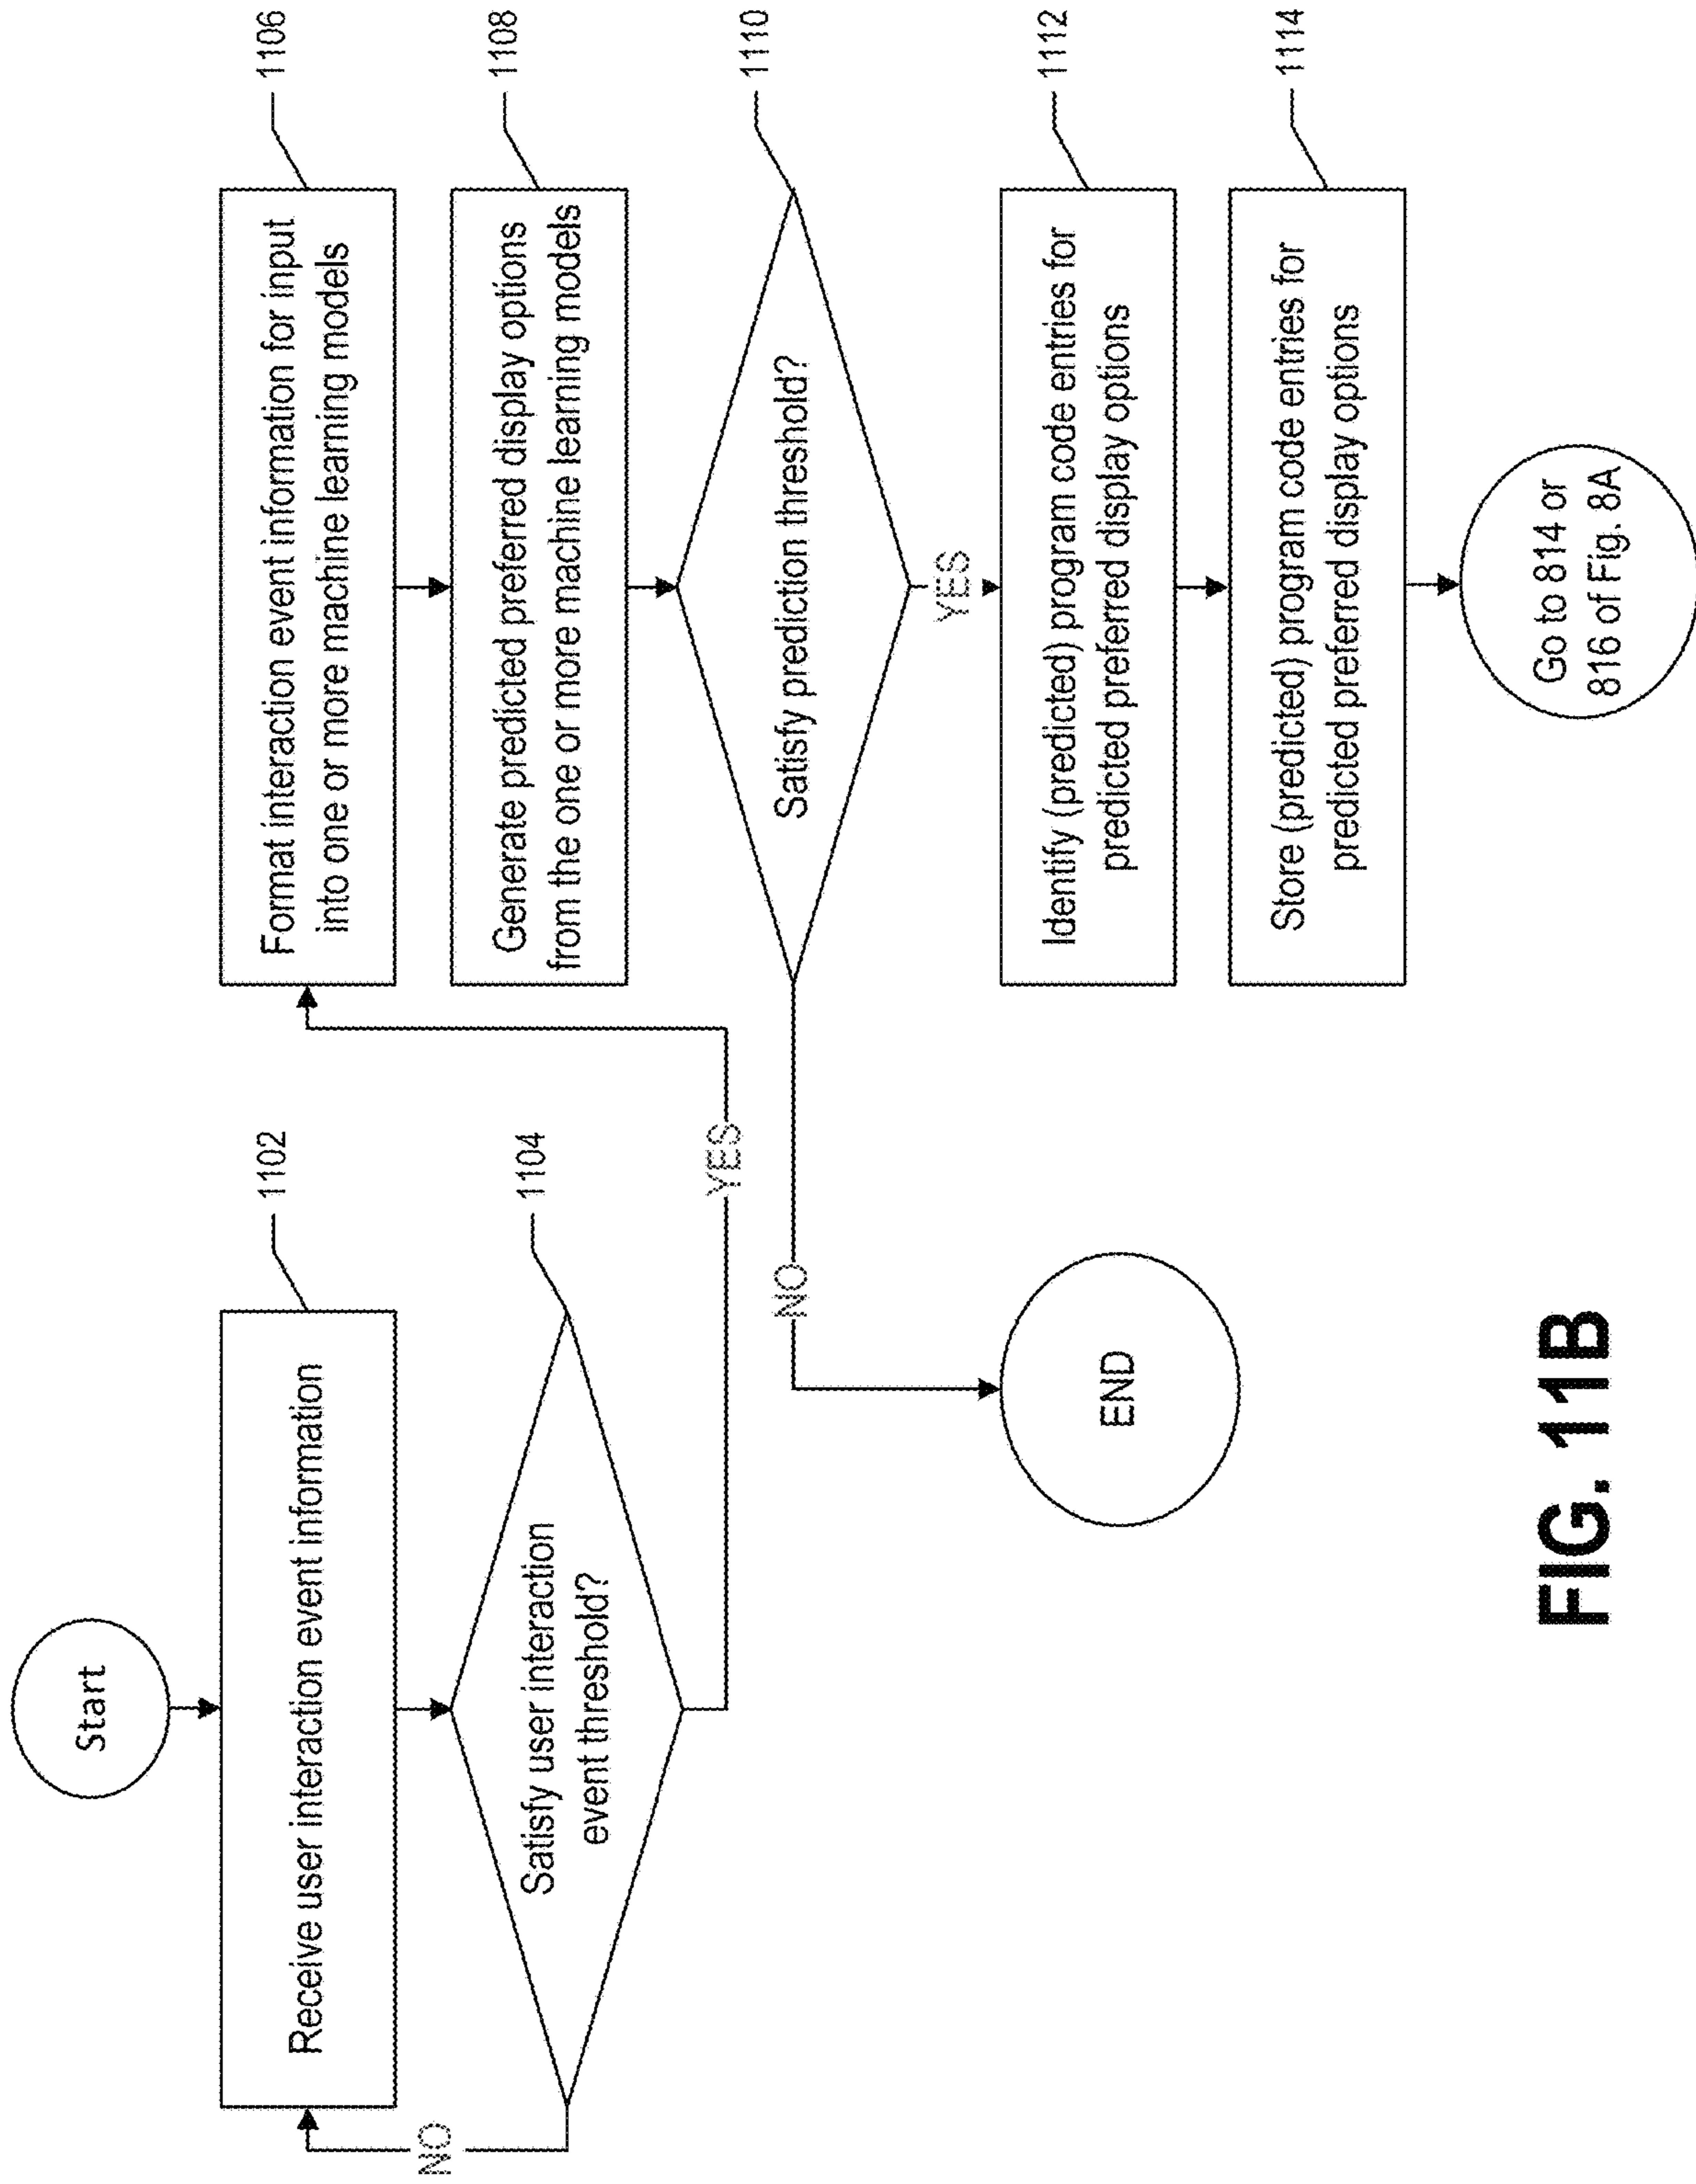 Start
Receive user interaction event information
1102
Satisfy user interaction
event threshold?
1104
NO
YES
Format interaction event information for input
into one or more machine learning models
1106
Generate predicted preferred display options
from the one or more machine learning models
1108
Satisfy prediction threshold?
1110
NO
END
YES
Identify (predicted) program code entries for
predicted preferred display options
1112
Store (predicted) program code entries for
predicted preferred display options
1114
Go to 814 or
816 of Fig. 8A
FIG. 11B